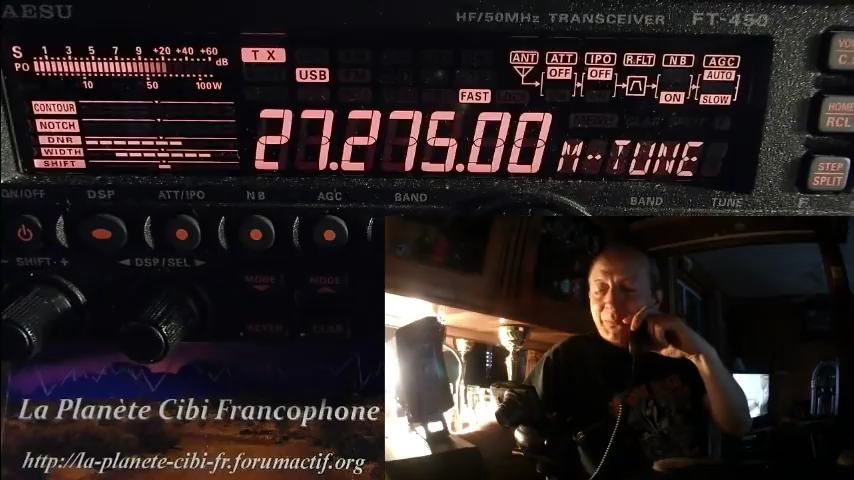 AESU HF/50MHz TRANSCEIVER FT-450
S 1 3 5 7 9 +20 +40 +60 dB
PO 10 50 100W
TX
USB
FAST
ANT ATT IPO R.FLT NB AGC
OFF OFF AUTO
ON SLOW
CONTOUR
NOTCH
DNR
WIDTH
SHIFT
27.275.00 M-TUNE
HOME
RCL
STEP
SPLIT
ON/OFF DSP ATT/IPO NB AGC BAND BAND TUNE
- SHIFT + ◄ DSP/SEL ►
MODE MODE
La Planète Cibi Francophone
http://la-planete-cibi-fr.forumactif.org